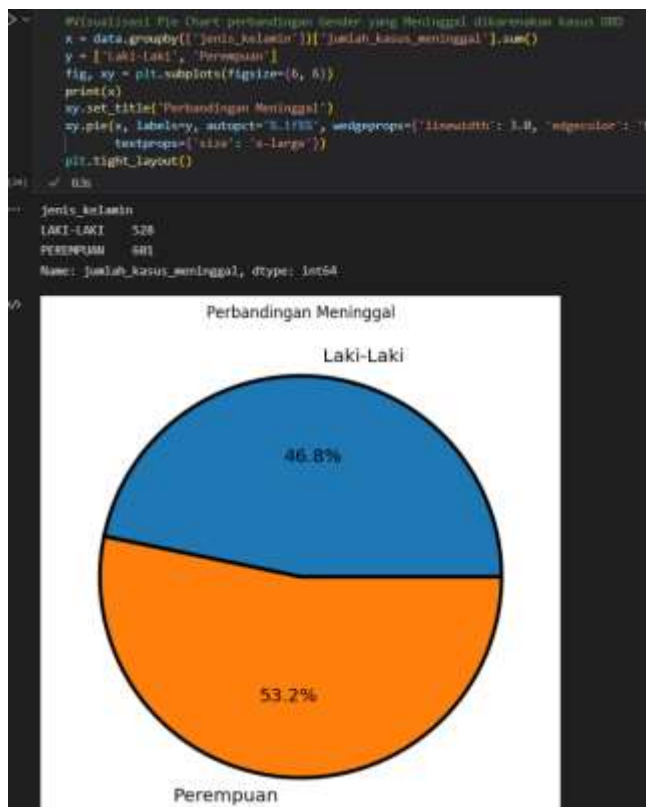 #Visualisasi Pie Chart perbandingan Gender yang Meninggal dikarenakan kasus DBD
x = data.groupby(['jenis_kelamin'])['jumlah_kasus_meninggal'].sum()
y = ['Laki-Laki', 'Perempuan']
fig, xy = plt.subplots(figsize=(6, 6))
print(x)
xy.set_title('Perbandingan Meninggal')
xy.pie(x, labels=y, autopct='%.1f%%', wedgeprops={'linewidth': 3.0, 'edgecolor':
textprops={'size': 'x-large'})
plt.tight_layout()
jenis_kelamin
LAKI-LAKI 528
PEREMPUAN 601
Name: jumlah_kasus_meninggal, dtype: int64
Perbandingan Meninggal
Laki-Laki
46.8%
53.2%
Perempuan